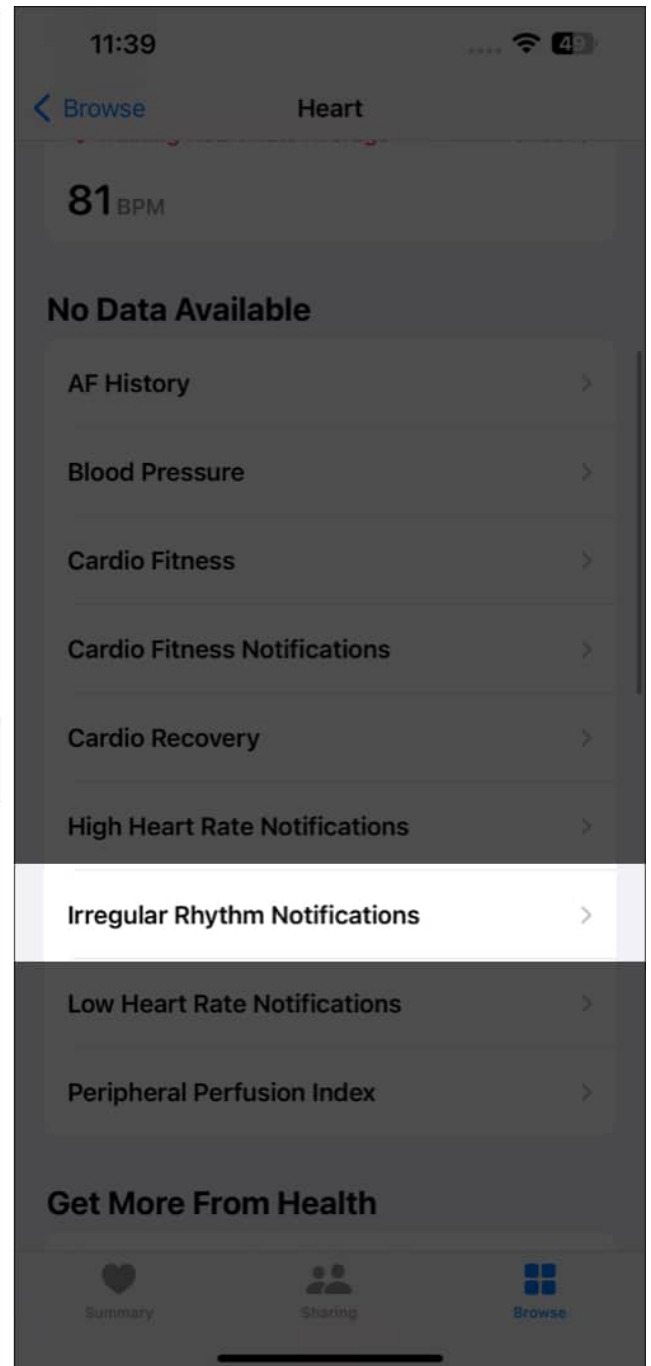 11:39
49
Browse
Heart
81 BPM
No Data Available
AF History
Blood Pressure
Cardio Fitness
Cardio Fitness Notifications
Cardio Recovery
High Heart Rate Notifications
Irregular Rhythm Notifications
Low Heart Rate Notifications
Peripheral Perfusion Index
Get More From Health
Summary
Sharing
Browse